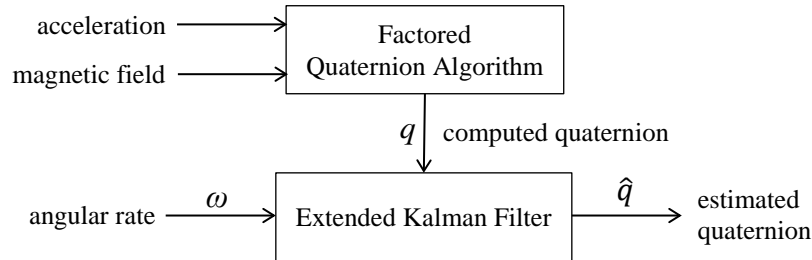 acceleration
magnetic field
Factored
Quaternion Algorithm
q computed quaternion
angular rate
ω
Extended Kalman Filter
q̂
estimated
quaternion